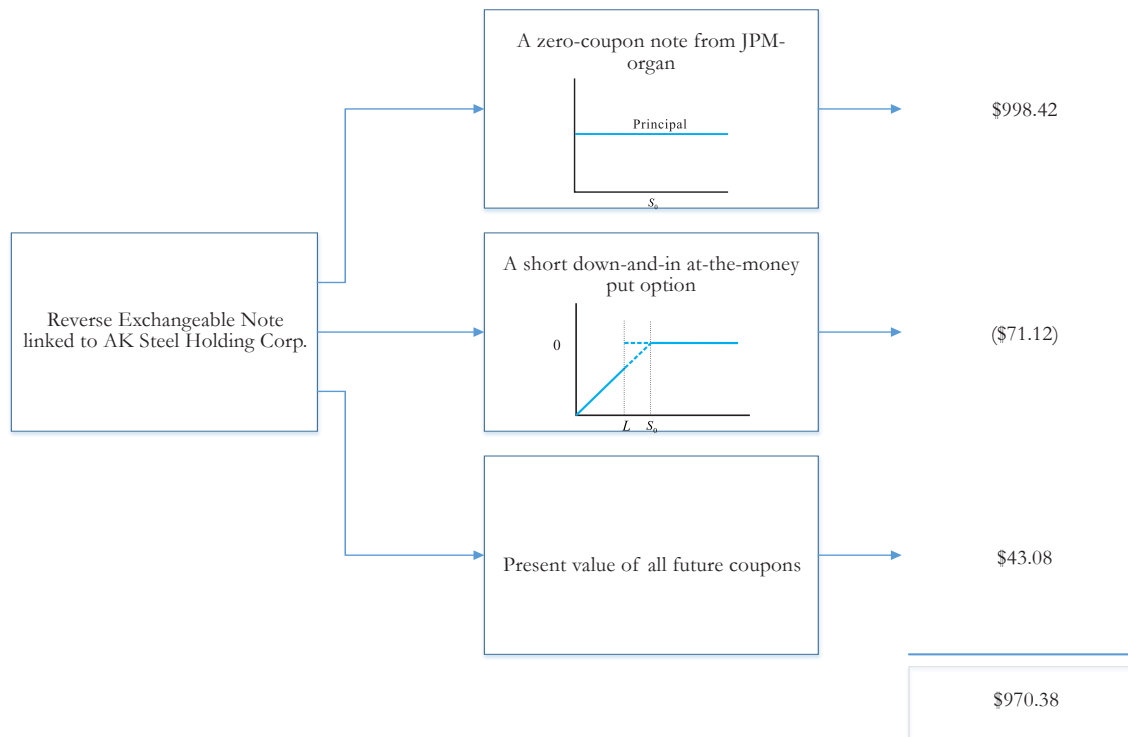 A zero-coupon note from JPM-
organ
Principal
S₀
$998.42
Reverse Exchangeable Note
linked to AK Steel Holding Corp.
A short down-and-in at-the-money
put option
0
L S₀
($71.12)
Present value of all future coupons
$43.08
$970.38